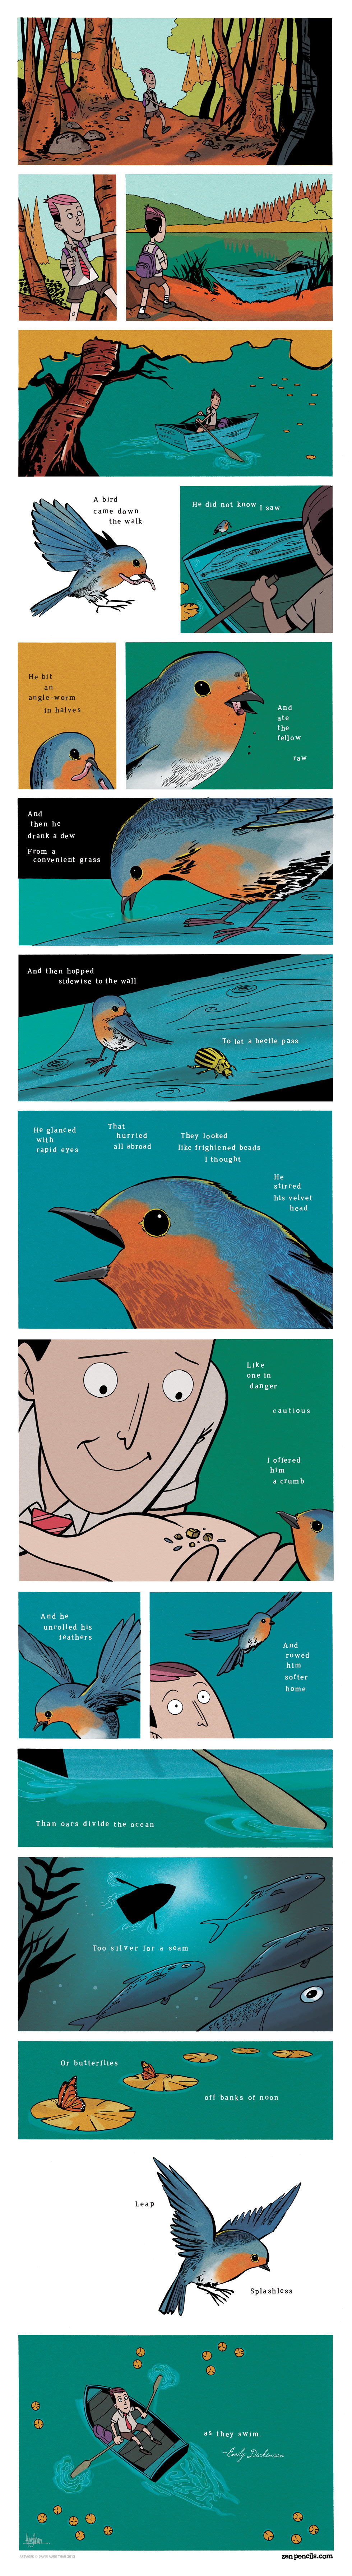 A bird
came down
the walk
He did not know
I saw
He bit
an
angle-worm
in halves
And
ate
the
fellow
raw
And
then he
drank a dew
From a
convenient grass
And then hopped
sidewise to the wall
To let a beetle pass
He glanced
with
rapid eyes
That
hurried
all abroad
They looked
like frightened beads
I thought
He
stirred
his velvet
head
Like
one in
danger
cautious
I offered
him
a crumb
And he
unrolled his
feathers
And
rowed
him
softer
home
Than oars divide the ocean
Too silver for a seam
Or butterflies
off banks of noon
Leap
Splashless
as they swim.
-Emily Dickinson
zenpencils.com